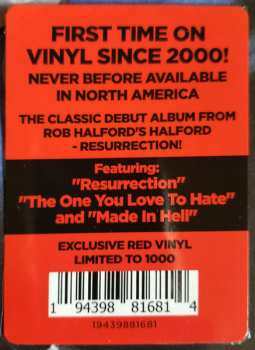 FIRST TIME ON
VINYL SINCE 2000!
NEVER BEFORE AVAILABLE
IN NORTH AMERICA
THE CLASSIC DEBUT ALBUM FROM
ROB HALFORD'S HALFORD
- RESURRECTION!
Featuring:
"Resurrection"
"The One You Love To Hate"
and "Made In Hell"
EXCLUSIVE RED VINYL
LIMITED TO 1000
1 94398 81681 4
19439881681